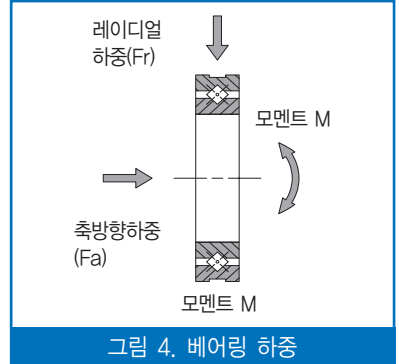 레이디얼
하중(Fr)
모멘트 M
축방향하중
(Fa)
모멘트 M
그림 4. 베어링 하중